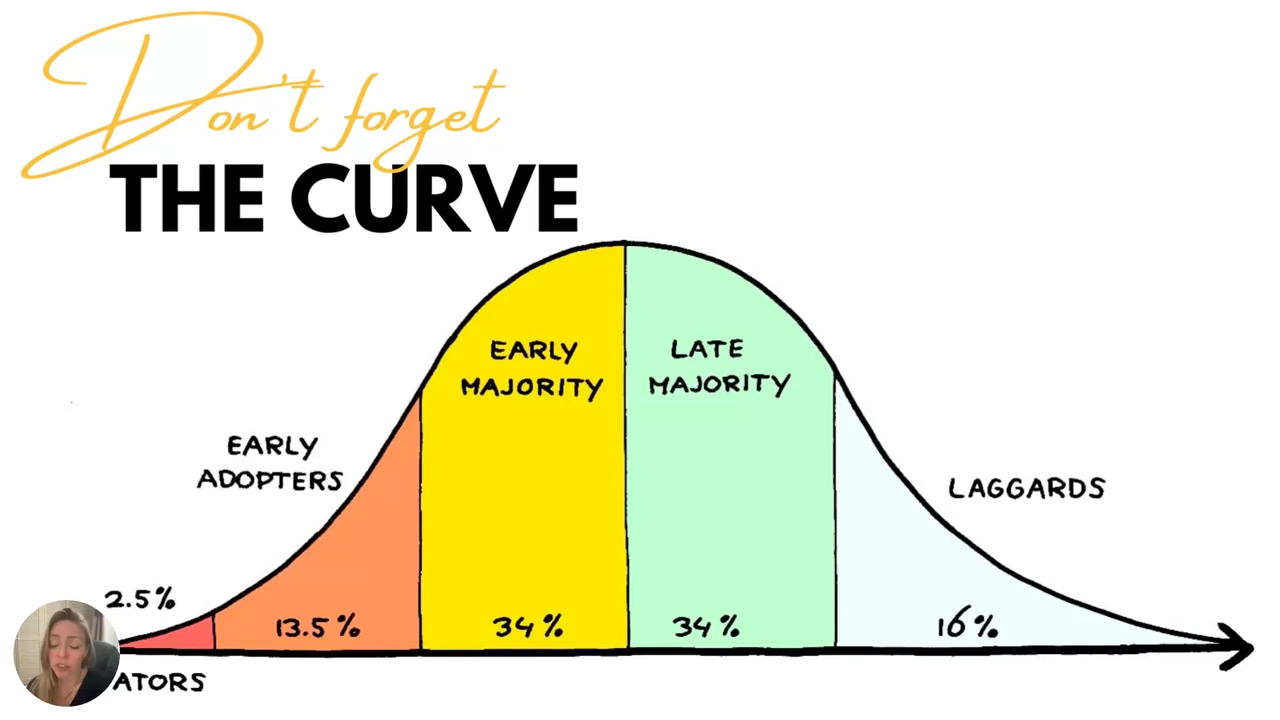 Don't forget
THE CURVE
EARLY
MAJORITY
LATE
MAJORITY
EARLY
ADOPTERS
LAGGARDS
2.5%
13.5%
34%
34%
16%
ATORS